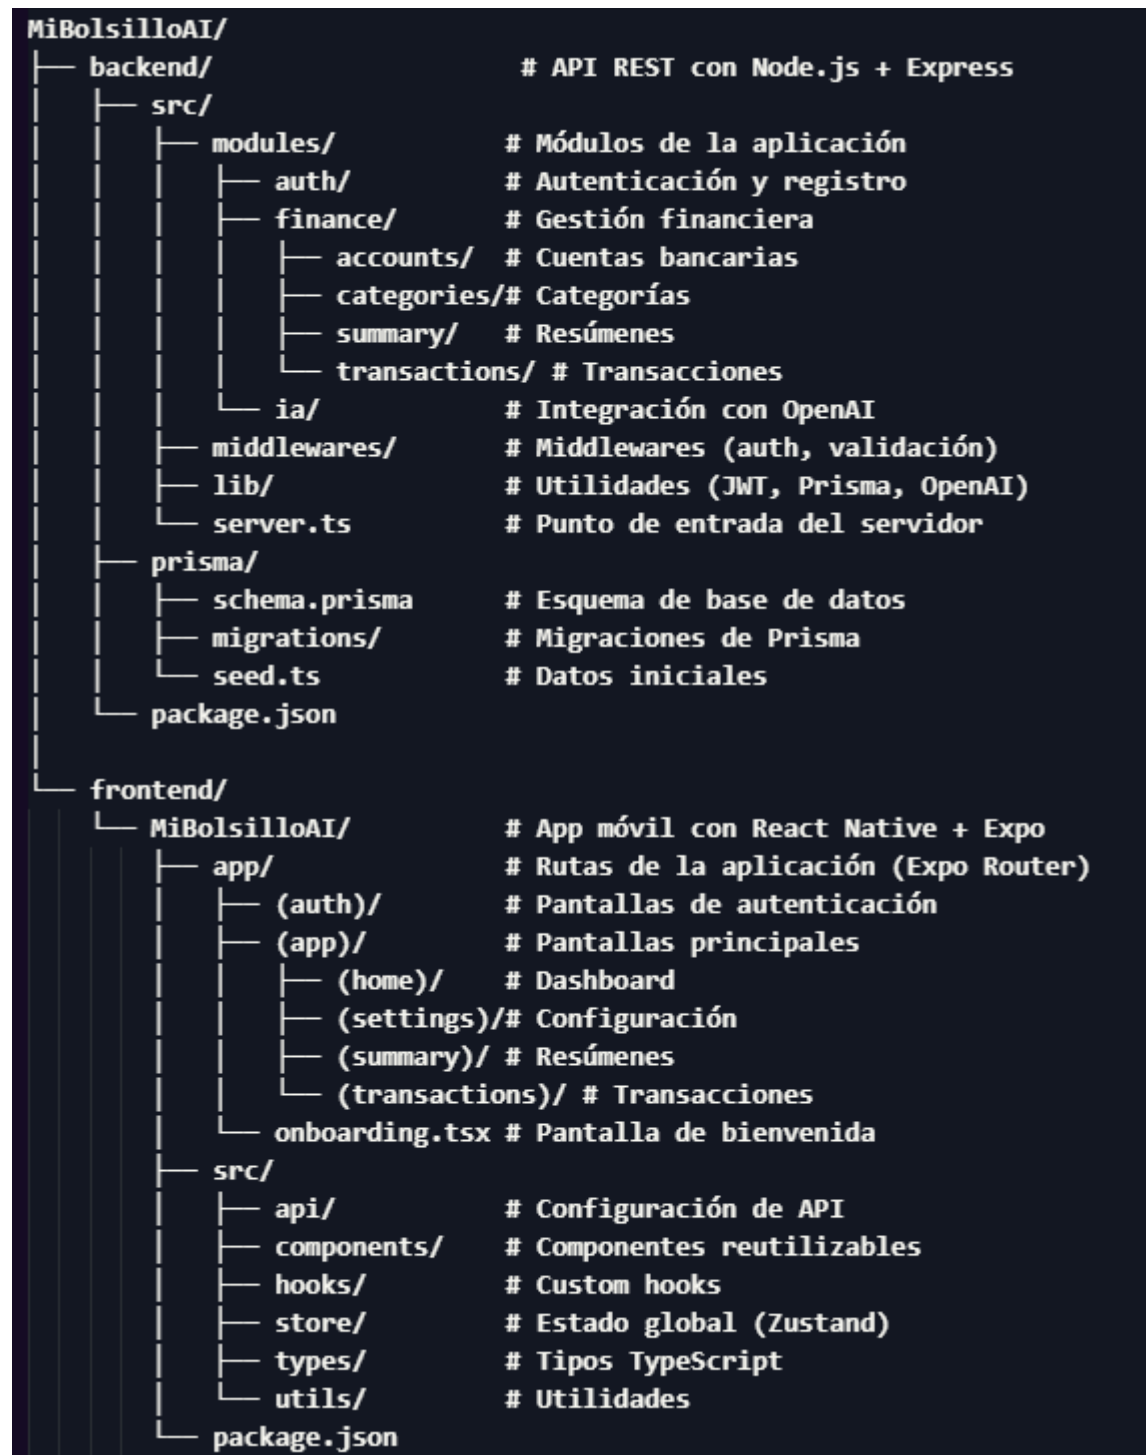 MiBolsilloAI/
├── backend/                    # API REST con Node.js + Express
│   ├── src/
│   │   ├── modules/           # Módulos de la aplicación
│   │   │   ├── auth/          # Autenticación y registro
│   │   │   ├── finance/       # Gestión financiera
│   │   │   │   ├── accounts/  # Cuentas bancarias
│   │   │   │   ├── categories/# Categorías
│   │   │   │   ├── summary/   # Resúmenes
│   │   │   │   └── transactions/ # Transacciones
│   │   │   └── ia/            # Integración con OpenAI
│   │   ├── middlewares/       # Middlewares (auth, validación)
│   │   ├── lib/               # Utilidades (JWT, Prisma, OpenAI)
│   │   └── server.ts          # Punto de entrada del servidor
│   ├── prisma/
│   │   ├── schema.prisma      # Esquema de base de datos
│   │   ├── migrations/        # Migraciones de Prisma
│   │   └── seed.ts            # Datos iniciales
│   └── package.json
│
└── frontend/
    └── MiBolsilloAI/          # App móvil con React Native + Expo
        ├── app/               # Rutas de la aplicación (Expo Router)
        │   ├── (auth)/        # Pantallas de autenticación
        │   ├── (app)/         # Pantallas principales
        │   │   ├── (home)/    # Dashboard
        │   │   ├── (settings)/# Configuración
        │   │   ├── (summary)/ # Resúmenes
        │   │   └── (transactions)/ # Transacciones
        │   └── onboarding.tsx # Pantalla de bienvenida
        ├── src/
        │   ├── api/           # Configuración de API
        │   ├── components/    # Componentes reutilizables
        │   ├── hooks/         # Custom hooks
        │   ├── store/         # Estado global (Zustand)
        │   ├── types/         # Tipos TypeScript
        │   └── utils/         # Utilidades
        └── package.json